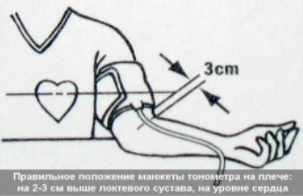 3cm
Правильное положение манжеты тонометра на плече:
на 2-3 см выше локтевого сустава, на уровне сердца